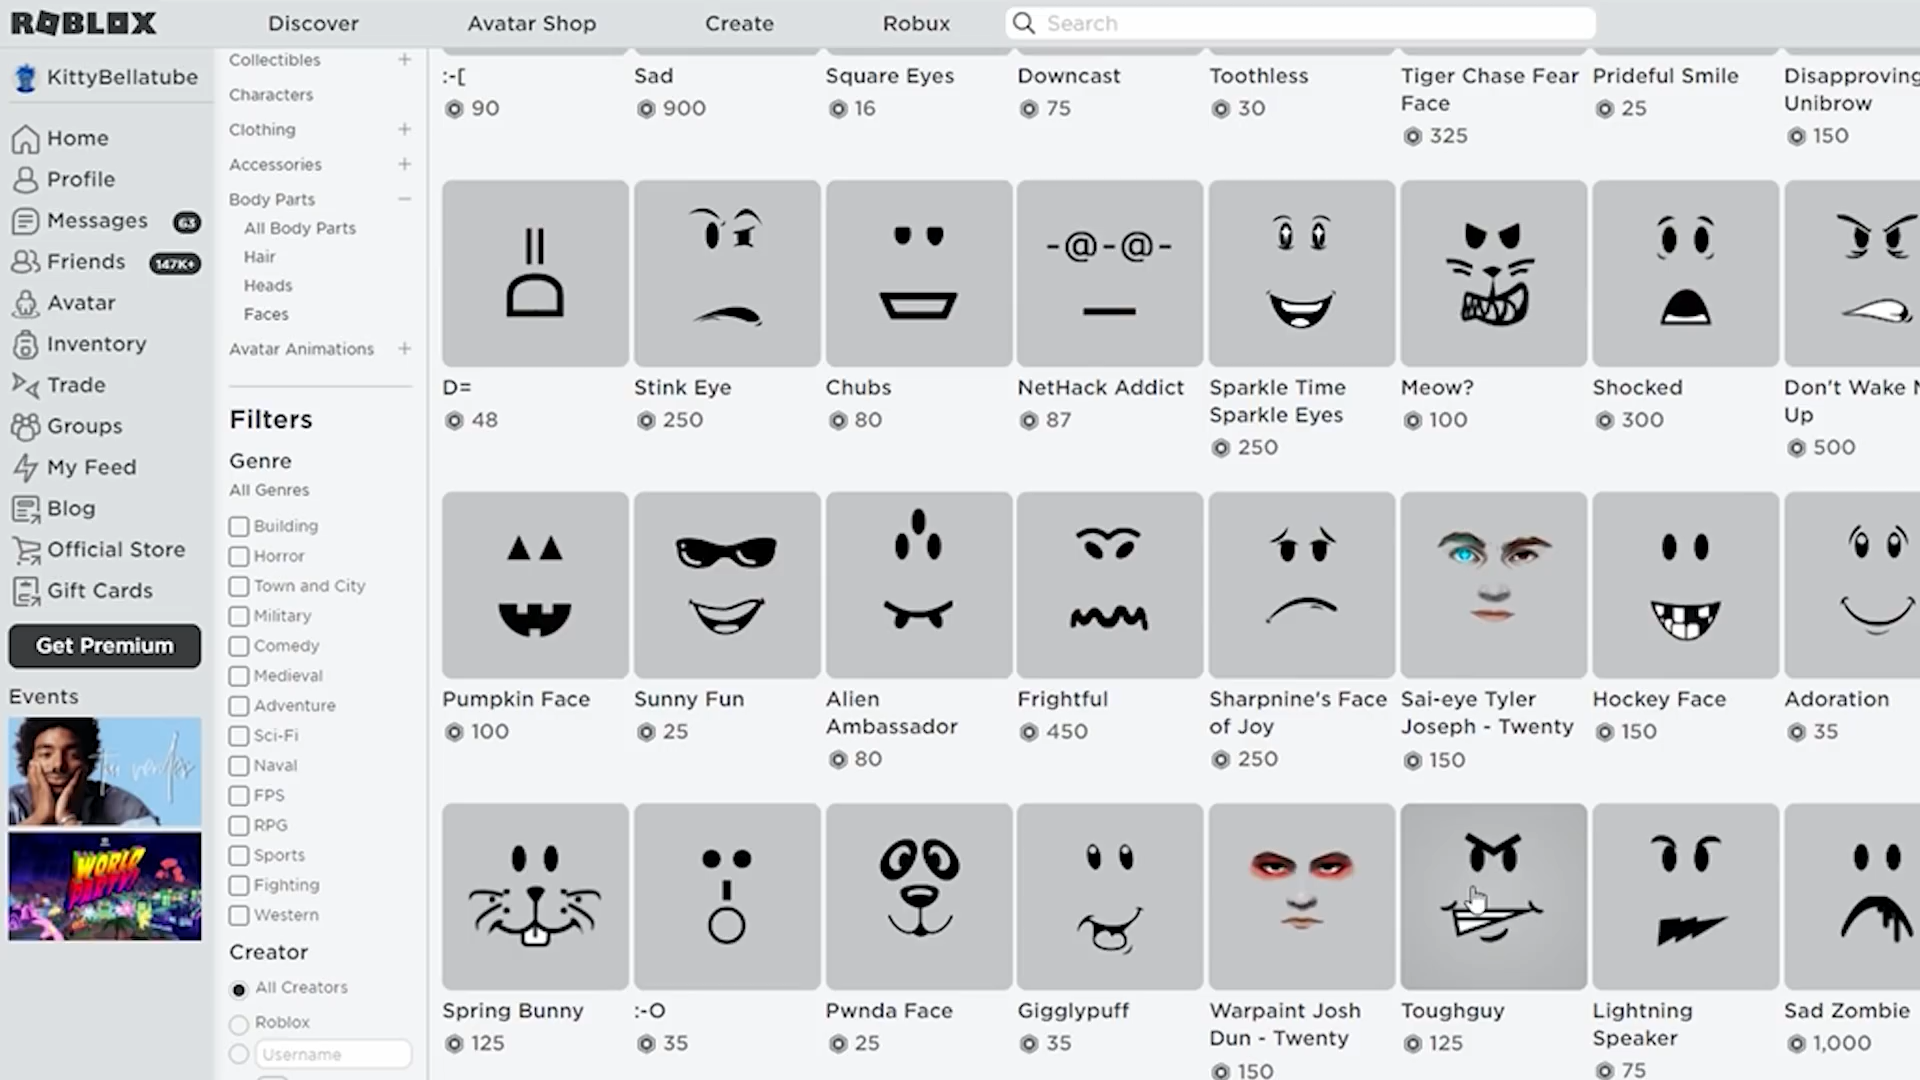 ROBLOX
Discover
Avatar Shop
Create
Robux
Search
KittyBellatube
Home
Profile
Messages
63
Friends
147K+
Avatar
Inventory
Trade
Groups
My Feed
Blog
Official Store
Gift Cards
Get Premium
Events
WORLD
PARTY
Collectibles
Characters
Clothing
Accessories
Body Parts
All Body Parts
Hair
Heads
Faces
Avatar Animations
Filters
Genre
All Genres
Building
Horror
Town and City
Military
Comedy
Medieval
Adventure
Sci-Fi
Naval
FPS
RPG
Sports
Fighting
Western
Creator
All Creators
Roblox
Username
:-[
90
Sad
900
Square Eyes
16
Downcast
75
Toothless
30
Tiger Chase Fear
Face
325
Prideful Smile
25
Disapproving
Unibrow
150
D=
48
Stink Eye
250
Chubs
80
-@-@-
NetHack Addict
87
Sparkle Time
Sparkle Eyes
250
Meow?
100
Shocked
300
Don't Wake M
Up
500
Pumpkin Face
100
Sunny Fun
25
Alien
Ambassador
80
Frightful
450
Sharpnine's Face
of Joy
250
Sai-eye Tyler
Joseph - Twenty
150
Hockey Face
150
Adoration
35
Spring Bunny
125
:-O
35
Pwnda Face
25
Gigglypuff
35
Warpaint Josh
Dun - Twenty
150
Toughguy
125
Lightning
Speaker
75
Sad Zombie
1,000